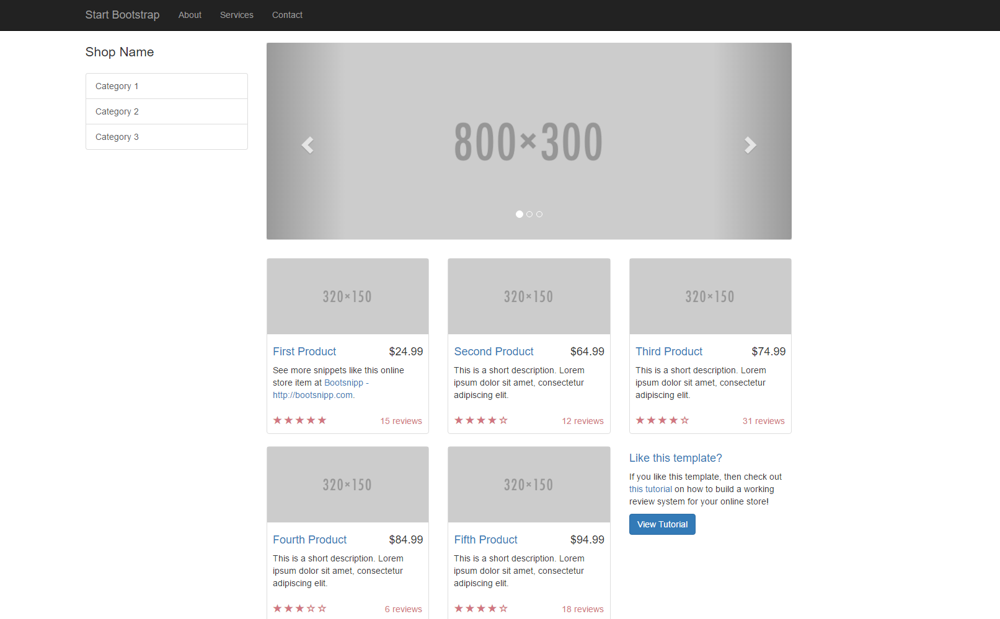 Start Bootstrap About Services Contact
Shop Name
Category 1
Category 2
Category 3
800×300
320×150
First Product $24.99
See more snippets like this online
store item at Bootsnipp -
http://bootsnipp.com.
15 reviews
320×150
Second Product $64.99
This is a short description. Lorem
ipsum dolor sit amet, consectetur
adipiscing elit.
12 reviews
320×150
Third Product $74.99
This is a short description. Lorem
ipsum dolor sit amet, consectetur
adipiscing elit.
31 reviews
320×150
Fourth Product $84.99
This is a short description. Lorem
ipsum dolor sit amet, consectetur
adipiscing elit.
6 reviews
320×150
Fifth Product $94.99
This is a short description. Lorem
ipsum dolor sit amet, consectetur
adipiscing elit.
18 reviews
Like this template?
If you like this template, then check out
this tutorial on how to build a working
review system for your online store!
View Tutorial